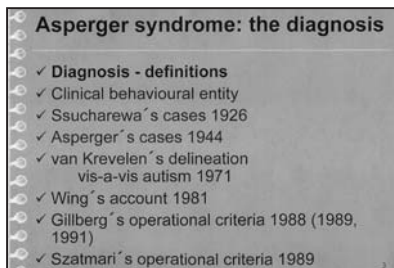 Asperger syndrome: the diagnosis
✓ Diagnosis - definitions
✓ Clinical behavioural entity
✓ Ssucharewa´s cases 1926
✓ Asperger´s cases 1944
✓ van Krevelen´s delineation
vis-a-vis autism 1971
✓ Wing´s account 1981
✓ Gillberg´s operational criteria 1988 (1989,
1991)
✓ Szatmari´s operational criteria 1989